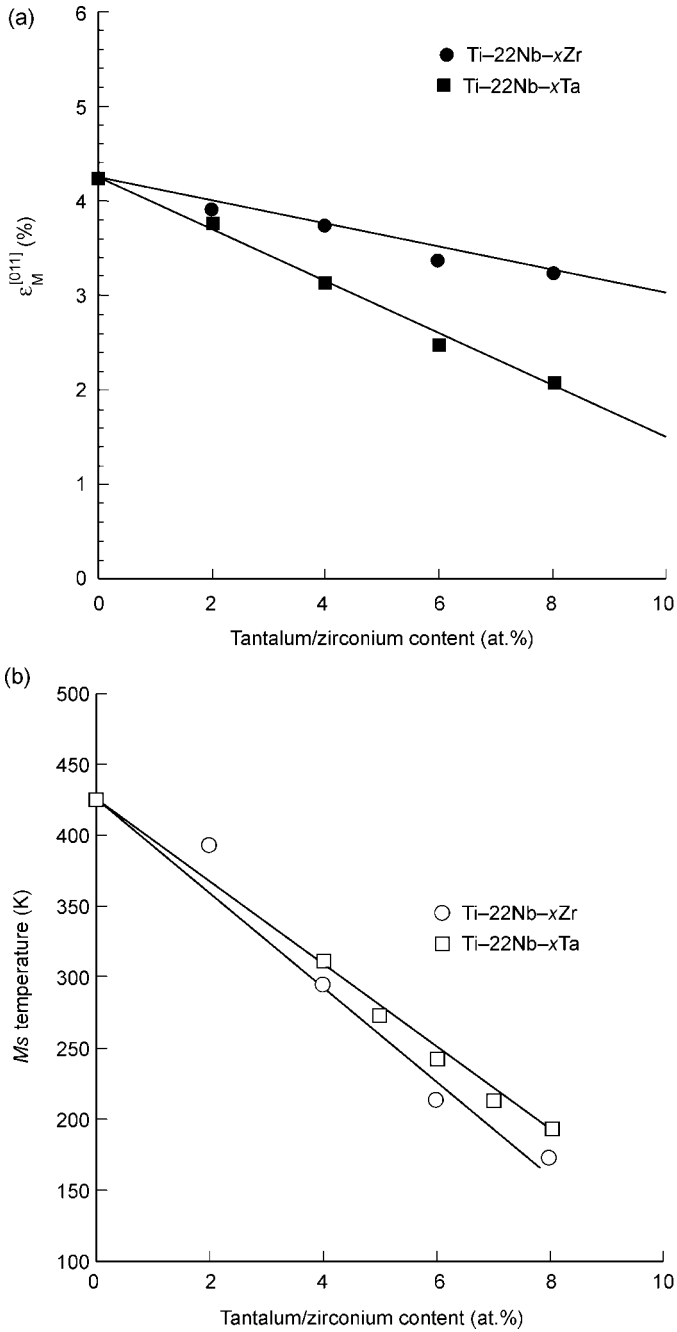 (a)
6
5
4
3
2
1
0
ε_M^[011] (%)
Ti–22Nb–xZr
Ti–22Nb–xTa
0 2 4 6 8 10
Tantalum/zirconium content (at.%)
(b)
500
450
400
350
300
250
200
150
100
Ms temperature (K)
Ti–22Nb–xZr
Ti–22Nb–xTa
0 2 4 6 8 10
Tantalum/zirconium content (at.%)